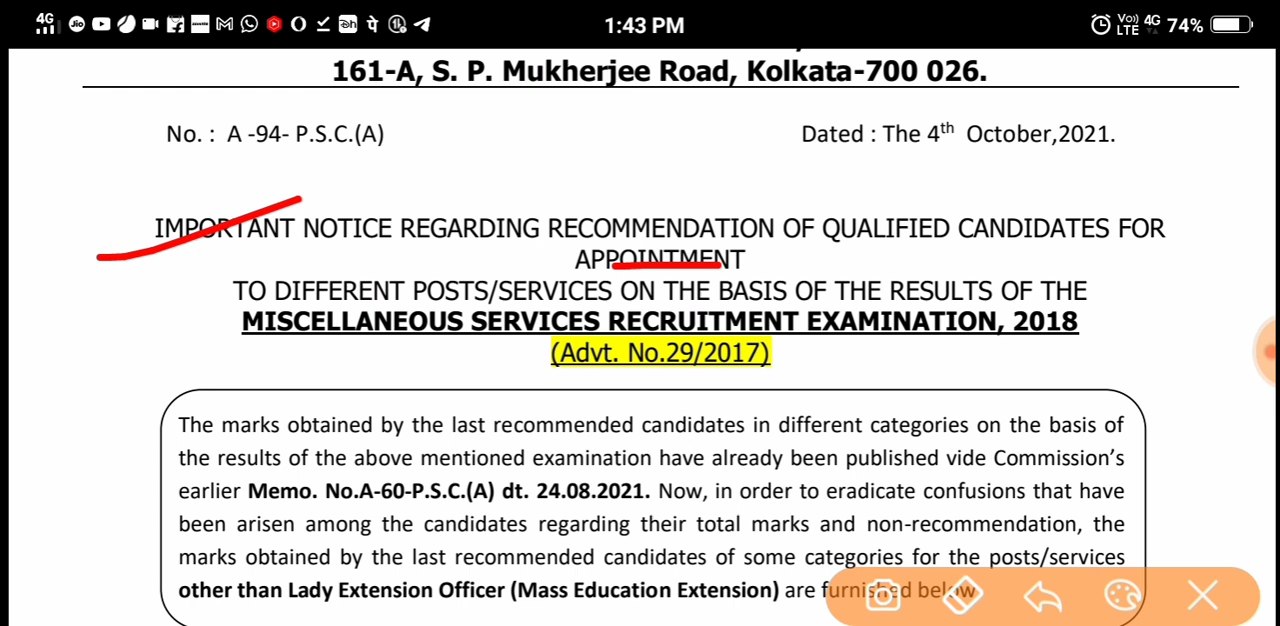 4G
1:43 PM
Vo)) LTE 4G 74%
161-A, S. P. Mukherjee Road, Kolkata-700 026.
No. : A -94- P.S.C.(A) Dated : The 4th October,2021.
IMPORTANT NOTICE REGARDING RECOMMENDATION OF QUALIFIED CANDIDATES FOR
APPOINTMENT
TO DIFFERENT POSTS/SERVICES ON THE BASIS OF THE RESULTS OF THE
MISCELLANEOUS SERVICES RECRUITMENT EXAMINATION, 2018
(Advt. No.29/2017)
The marks obtained by the last recommended candidates in different categories on the basis of
the results of the above mentioned examination have already been published vide Commission's
earlier Memo. No.A-60-P.S.C.(A) dt. 24.08.2021. Now, in order to eradicate confusions that have
been arisen among the candidates regarding their total marks and non-recommendation, the
marks obtained by the last recommended candidates of some categories for the posts/services
other than Lady Extension Officer (Mass Education Extension) are furnished below